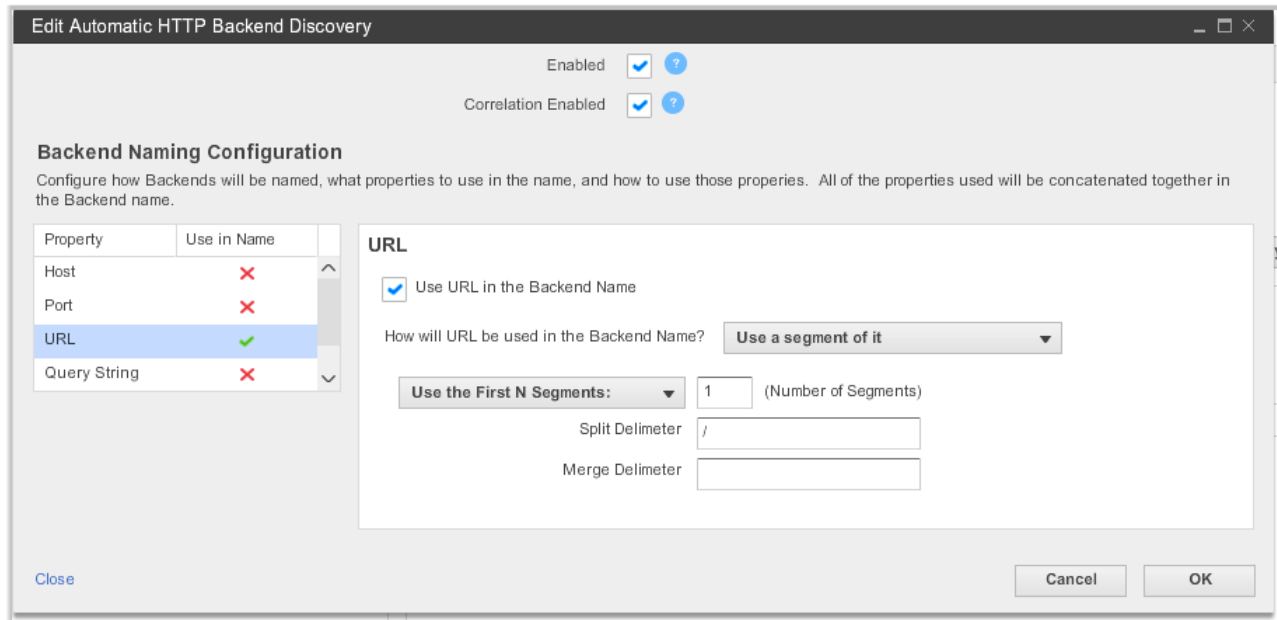 Edit Automatic HTTP Backend Discovery
Enabled ?
Correlation Enabled ?
Backend Naming Configuration
Configure how Backends will be named, what properties to use in the name, and how to use those properies. All of the properties used will be concatenated together in
the Backend name.
Property Use in Name
Host
Port
URL
Query String
URL
Use URL in the Backend Name
How will URL be used in the Backend Name? Use a segment of it
Use the First N Segments: 1 (Number of Segments)
Split Delimeter /
Merge Delimeter
Close Cancel OK